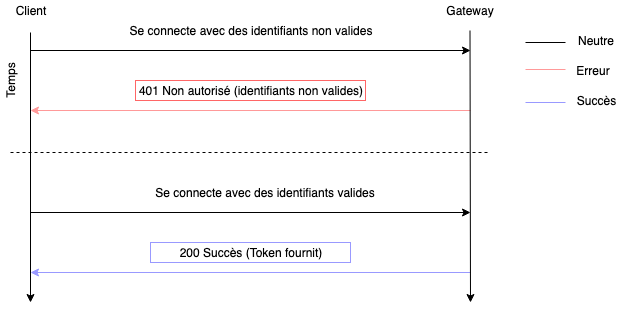 Client
Gateway
Se connecte avec des identifiants non valides
Neutre
Temps
Erreur
401 Non autorisé (identifiants non valides)
Succès
Se connecte avec des identifiants valides
200 Succès (Token fournit)